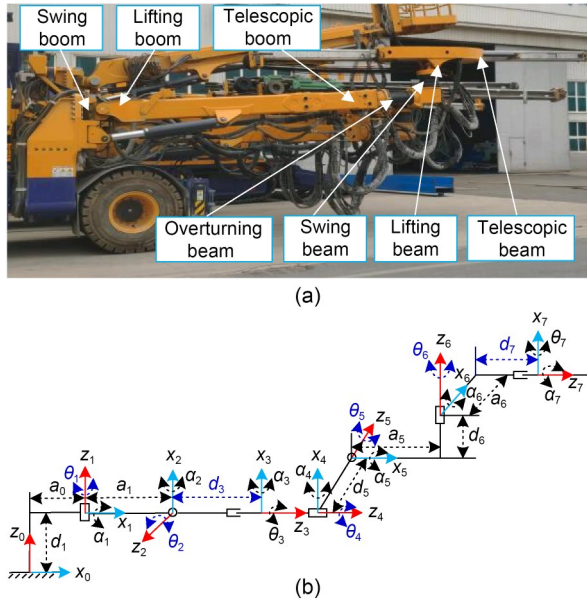 Swing
boom
Lifting
boom
Telescopic
boom
Overturning
beam
Swing
beam
Lifting
beam
Telescopic
beam
(a)
z₀
x₀
d₁
a₀
θ₁
z₁
α₁
x₁
a₁
x₂
α₂
z₂
θ₂
d₃
x₃
α₃
θ₃
z₃
x₄
α₄
θ₄
z₄
d₅
θ₅
z₅
α₅
x₅
a₅
θ₆
z₆
x₆
α₆
d₆
a₆
d₇
x₇
θ₇
α₇
z₇
(b)